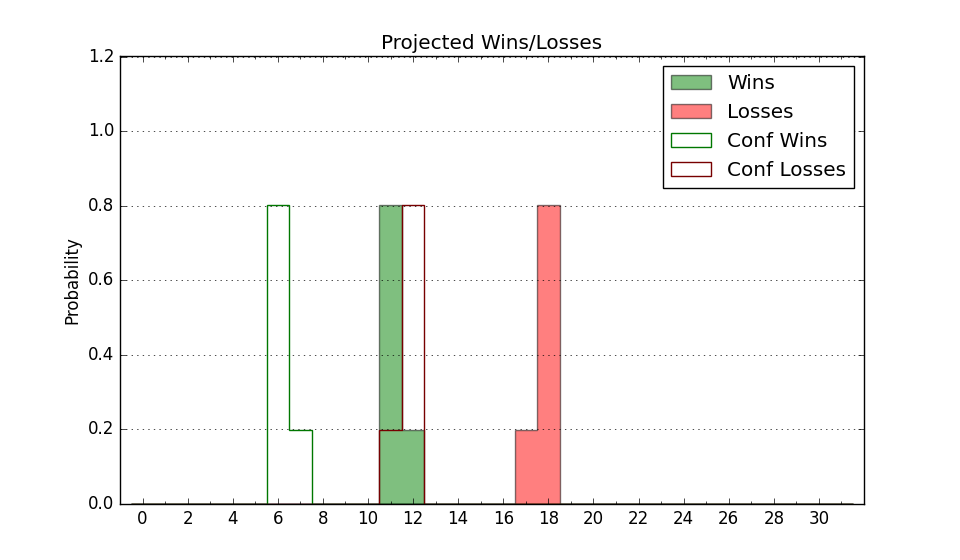 Projected Wins/Losses
1.2
1.0
0.8
0.6
0.4
0.2
0.0
Probability
Wins
Losses
Conf Wins
Conf Losses
0 2 4 6 8 10 12 14 16 18 20 22 24 26 28 30